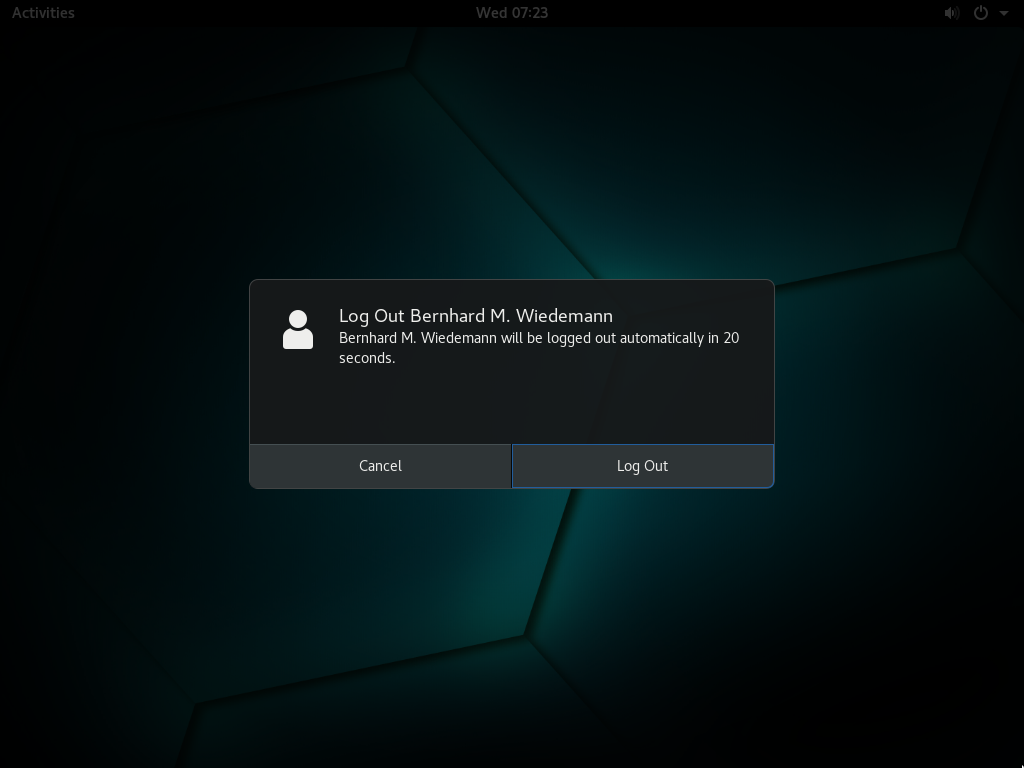 Activities
Wed 07:23
Log Out Bernhard M. Wiedemann
Bernhard M. Wiedemann will be logged out automatically in 20
seconds.
Cancel
Log Out